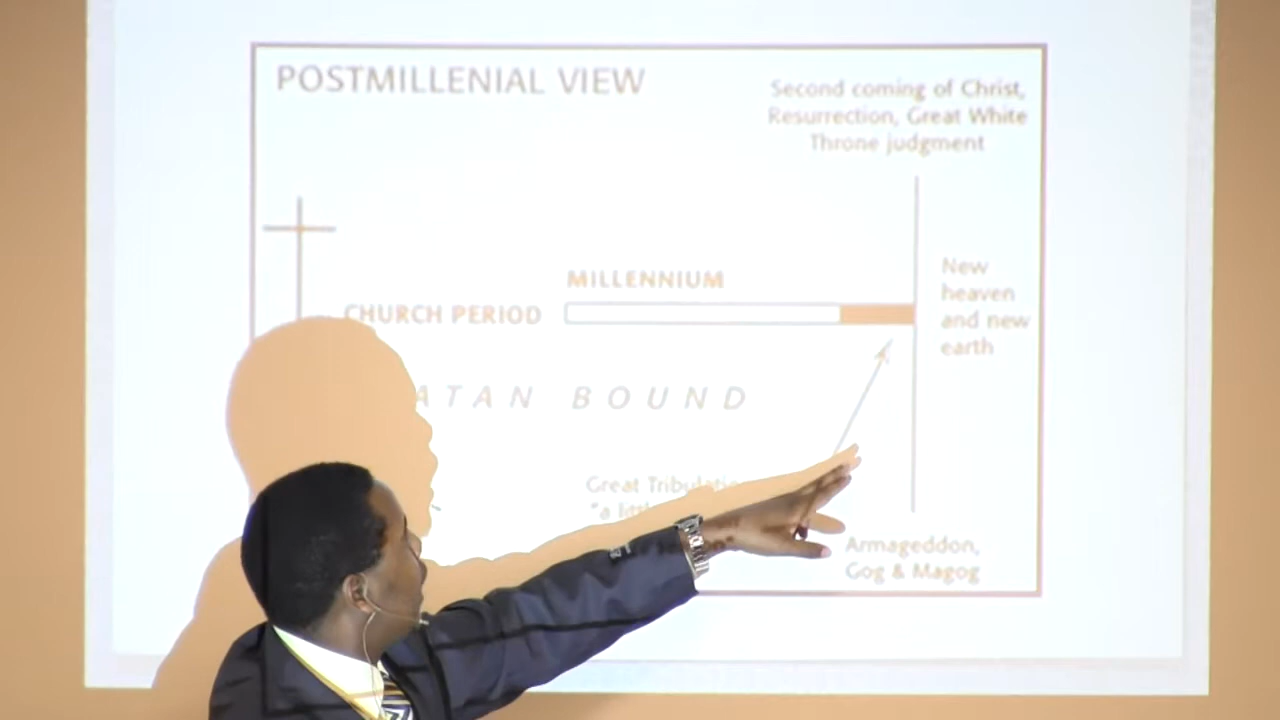 POSTMILLENIAL VIEW
Second coming of Christ,
Resurrection, Great White
Throne judgment
MILLENNIUM
CHURCH PERIOD
New
heaven
and new
earth
ATAN BOUND
Great
"a
Armageddon,
Gog & Magog